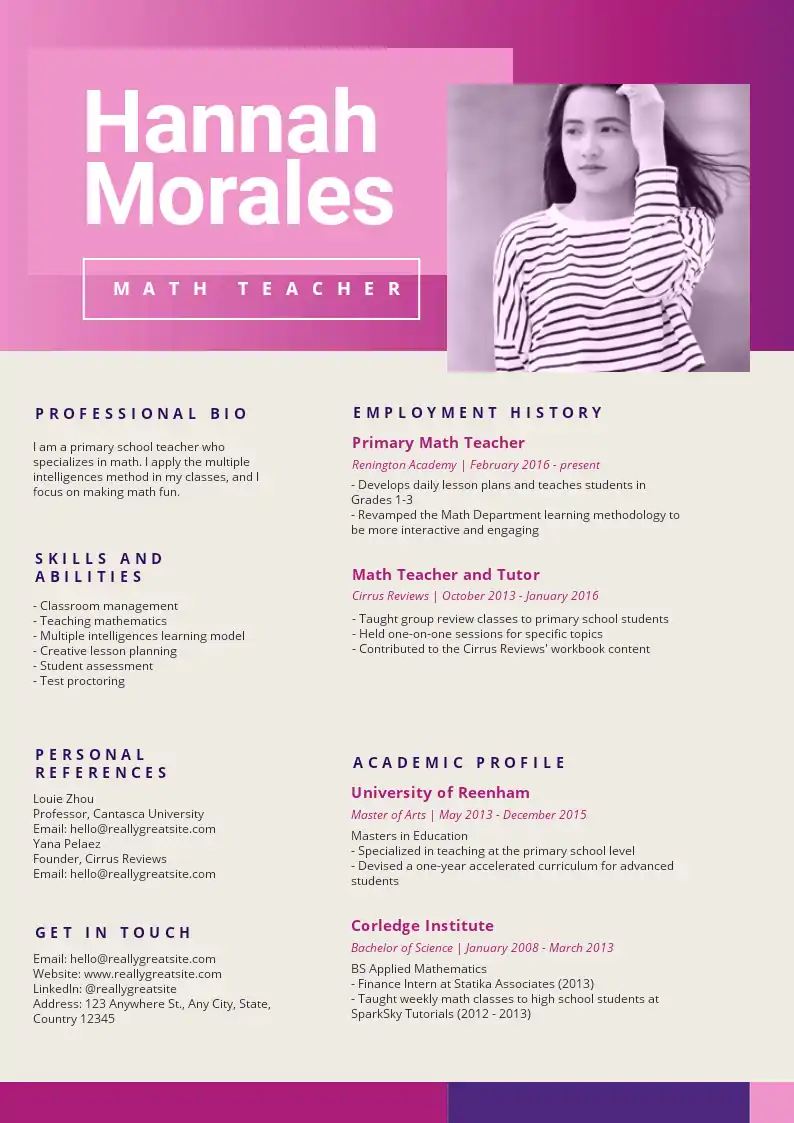 Hannah
Morales
MATH TEACHER
PROFESSIONAL BIO
I am a primary school teacher who
specializes in math. I apply the multiple
intelligences method in my classes, and I
focus on making math fun.
SKILLS AND
ABILITIES
- Classroom management
- Teaching mathematics
- Multiple intelligences learning model
- Creative lesson planning
- Student assessment
- Test proctoring
PERSONAL
REFERENCES
Louie Zhou
Professor, Cantasca University
Email: hello@reallygreatsite.com
Yana Pelaez
Founder, Cirrus Reviews
Email: hello@reallygreatsite.com
GET IN TOUCH
Email: hello@reallygreatsite.com
Website: www.reallygreatsite.com
LinkedIn: @reallygreatsite
Address: 123 Anywhere St., Any City, State,
Country 12345
EMPLOYMENT HISTORY
Primary Math Teacher
Renington Academy | February 2016 - present
- Develops daily lesson plans and teaches students in
Grades 1-3
- Revamped the Math Department learning methodology to
be more interactive and engaging
Math Teacher and Tutor
Cirrus Reviews | October 2013 - January 2016
- Taught group review classes to primary school students
- Held one-on-one sessions for specific topics
- Contributed to the Cirrus Reviews' workbook content
ACADEMIC PROFILE
University of Reenham
Master of Arts | May 2013 - December 2015
Masters in Education
- Specialized in teaching at the primary school level
- Devised a one-year accelerated curriculum for advanced
students
Corledge Institute
Bachelor of Science | January 2008 - March 2013
BS Applied Mathematics
- Finance Intern at Statika Associates (2013)
- Taught weekly math classes to high school students at
SparkSky Tutorials (2012 - 2013)